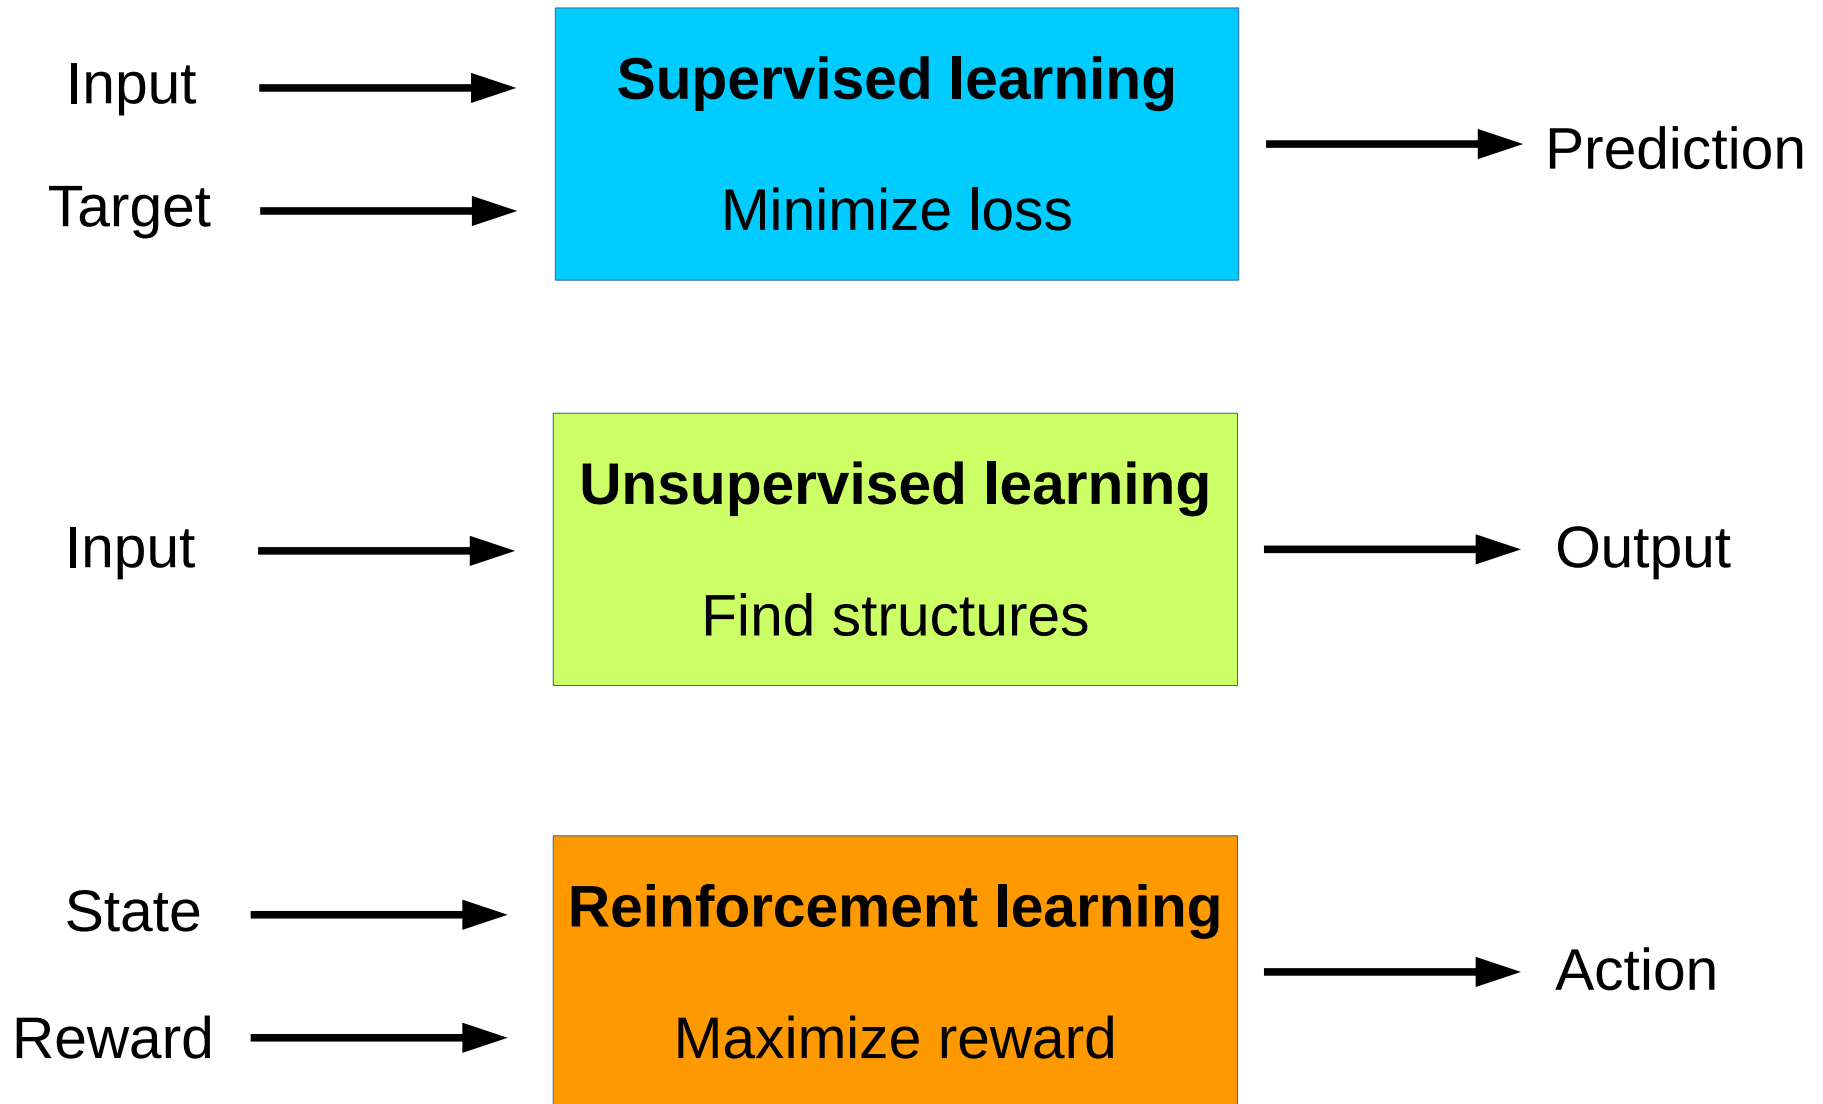 Input
Target
Supervised learning
Minimize loss
Prediction
Input
Unsupervised learning
Find structures
Output
State
Reward
Reinforcement learning
Maximize reward
Action